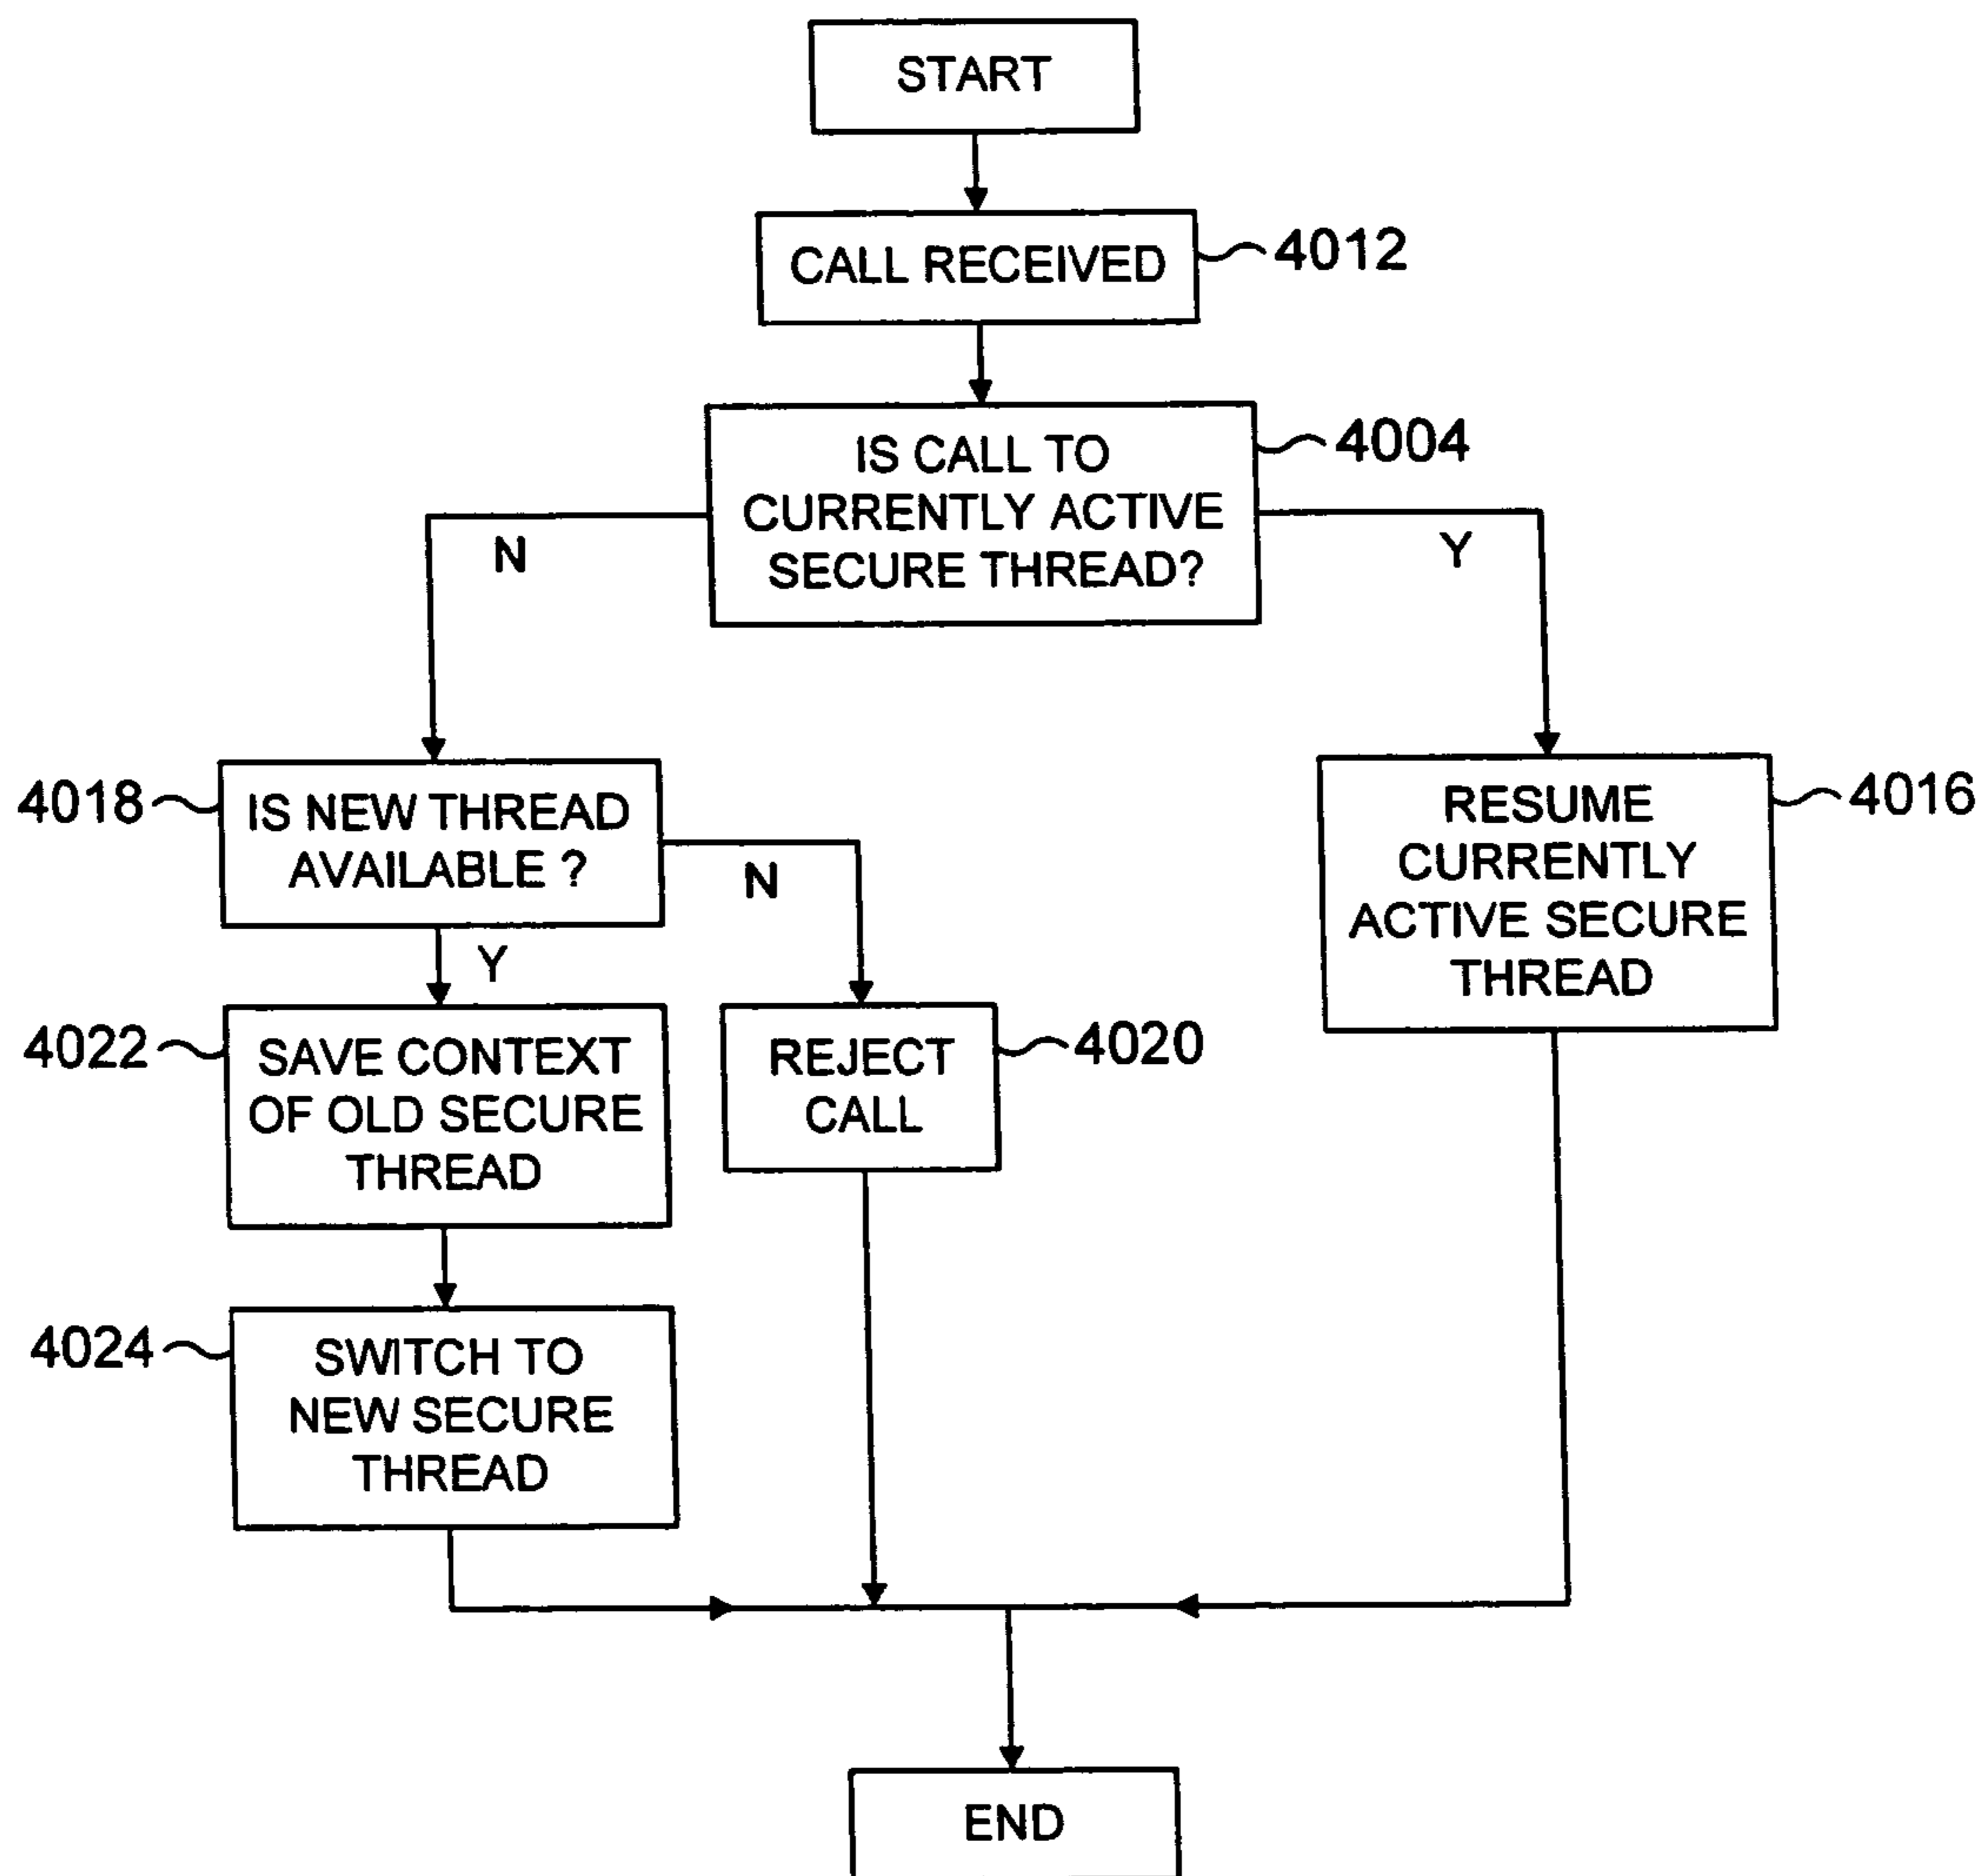 START
CALL RECEIVED
4012
IS CALL TO
CURRENTLY ACTIVE
SECURE THREAD?
4004
N
Y
4018
IS NEW THREAD
AVAILABLE ?
N
Y
RESUME
CURRENTLY
ACTIVE SECURE
THREAD
4016
4022
SAVE CONTEXT
OF OLD SECURE
THREAD
REJECT
CALL
4020
4024
SWITCH TO
NEW SECURE
THREAD
END